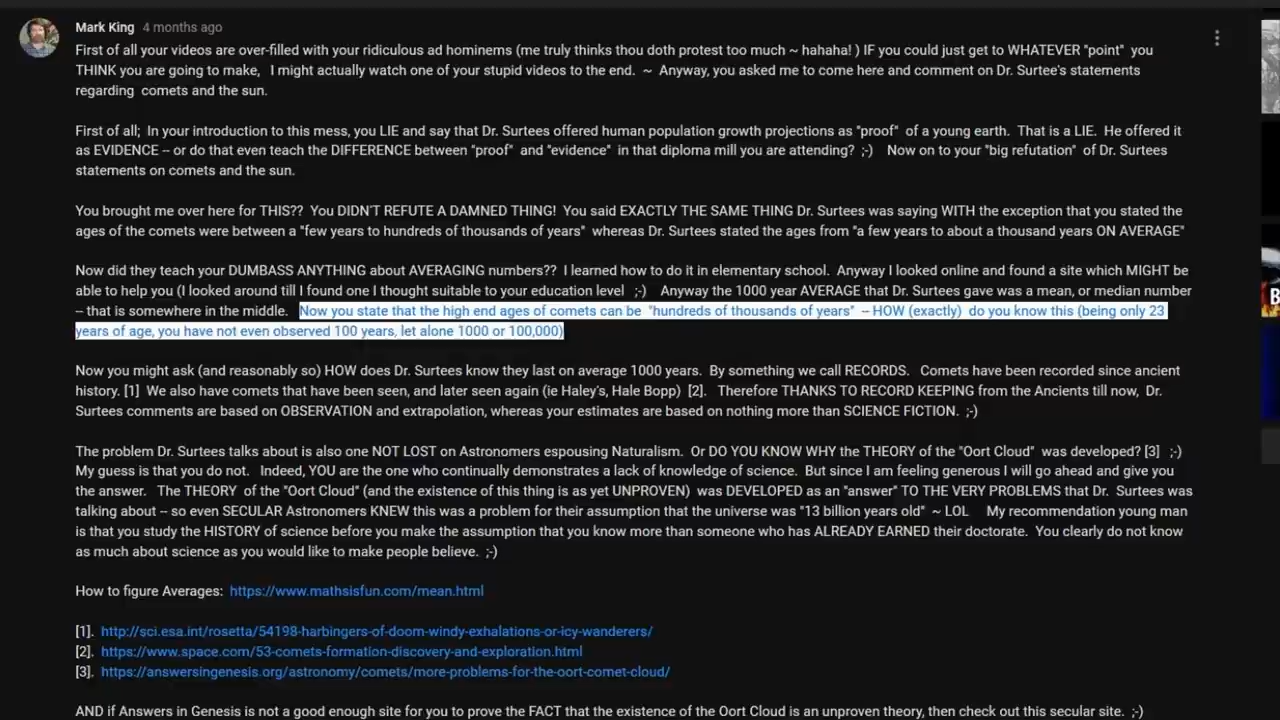 Mark King 4 months ago
First of all your videos are over-filled with your ridiculous ad hominems (me truly thinks thou doth protest too much ~ hahaha! ) IF you could just get to WHATEVER "point" you
THINK you are going to make, I might actually watch one of your stupid videos to the end. ~ Anyway, you asked me to come here and comment on Dr. Surtee's statements
regarding comets and the sun.
First of all; In your introduction to this mess, you LIE and say that Dr. Surtees offered human population growth projections as "proof" of a young earth. That is a LIE. He offered it
as EVIDENCE -- or do that even teach the DIFFERENCE between "proof" and "evidence" in that diploma mill you are attending? ;-) Now on to your "big refutation" of Dr. Surtees
statements on comets and the sun.
You brought me over here for THIS?? You DIDN'T REFUTE A DAMNED THING! You said EXACTLY THE SAME THING Dr. Surtees was saying WITH the exception that you stated the
ages of the comets were between a "few years to hundreds of thousands of years" whereas Dr. Surtees stated the ages from "a few years to about a thousand years ON AVERAGE"
Now did they teach your DUMBASS ANYTHING about AVERAGING numbers?? I learned how to do it in elementary school. Anyway I looked online and found a site which MIGHT be
able to help you (I looked around till I found one I thought suitable to your education level ;-) Anyway the 1000 year AVERAGE that Dr. Surtees gave was a mean, or median number
-- that is somewhere in the middle. Now you state that the high end ages of comets can be "hundreds of thousands of years" -- HOW (exactly) do you know this (being only 23
years of age, you have not even observed 100 years, let alone 1000 or 100,000)
Now you might ask (and reasonably so) HOW does Dr. Surtees know they last on average 1000 years. By something we call RECORDS. Comets have been recorded since ancient
history. [1] We also have comets that have been seen, and later seen again (ie Haley's, Hale Bopp) [2]. Therefore THANKS TO RECORD KEEPING from the Ancients till now, Dr.
Surtees comments are based on OBSERVATION and extrapolation, whereas your estimates are based on nothing more than SCIENCE FICTION. ;-)
The problem Dr. Surtees talks about is also one NOT LOST on Astronomers espousing Naturalism. Or DO YOU KNOW WHY the THEORY of the "Oort Cloud" was developed? [3] ;-)
My guess is that you do not. Indeed, YOU are the one who continually demonstrates a lack of knowledge of science. But since I am feeling generous I will go ahead and give you
the answer. The THEORY of the "Oort Cloud" (and the existence of this thing is as yet UNPROVEN) was DEVELOPED as an "answer" TO THE VERY PROBLEMS that Dr. Surtees was
talking about -- so even SECULAR Astronomers KNEW this was a problem for their assumption that the universe was "13 billion years old" ~ LOL My recommendation young man
is that you study the HISTORY of science before you make the assumption that you know more than someone who has ALREADY EARNED their doctorate. You clearly do not know
as much about science as you would like to make people believe. ;-)
How to figure Averages: https://www.mathsisfun.com/mean.html
[1]. http://sci.esa.int/rosetta/54198-harbingers-of-doom-windy-exhalations-or-icy-wanderers/
[2]. https://www.space.com/53-comets-formation-discovery-and-exploration.html
[3]. https://answersingenesis.org/astronomy/comets/more-problems-for-the-oort-comet-cloud/
AND if Answers in Genesis is not a good enough site for you to prove the FACT that the existence of the Oort Cloud is an unproven theory, then check out this secular site. ;-)